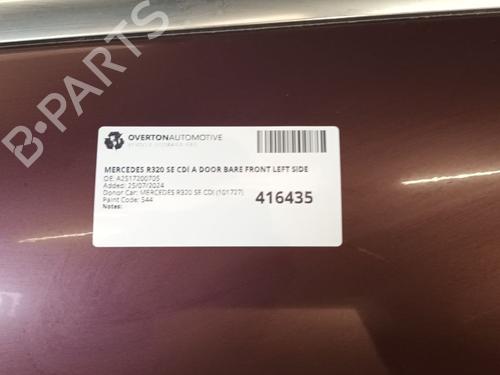 B-PARTS
OVERTONAUTOMOTIVE
MERCEDES R320 SE CDI A DOOR BARE FRONT LEFT SIDE
OE: A2517200705
Added: 25/07/2024
Donor Car: MERCEDES R320 SE CDI (101727)
Paint Code: 544
Notes:
416435